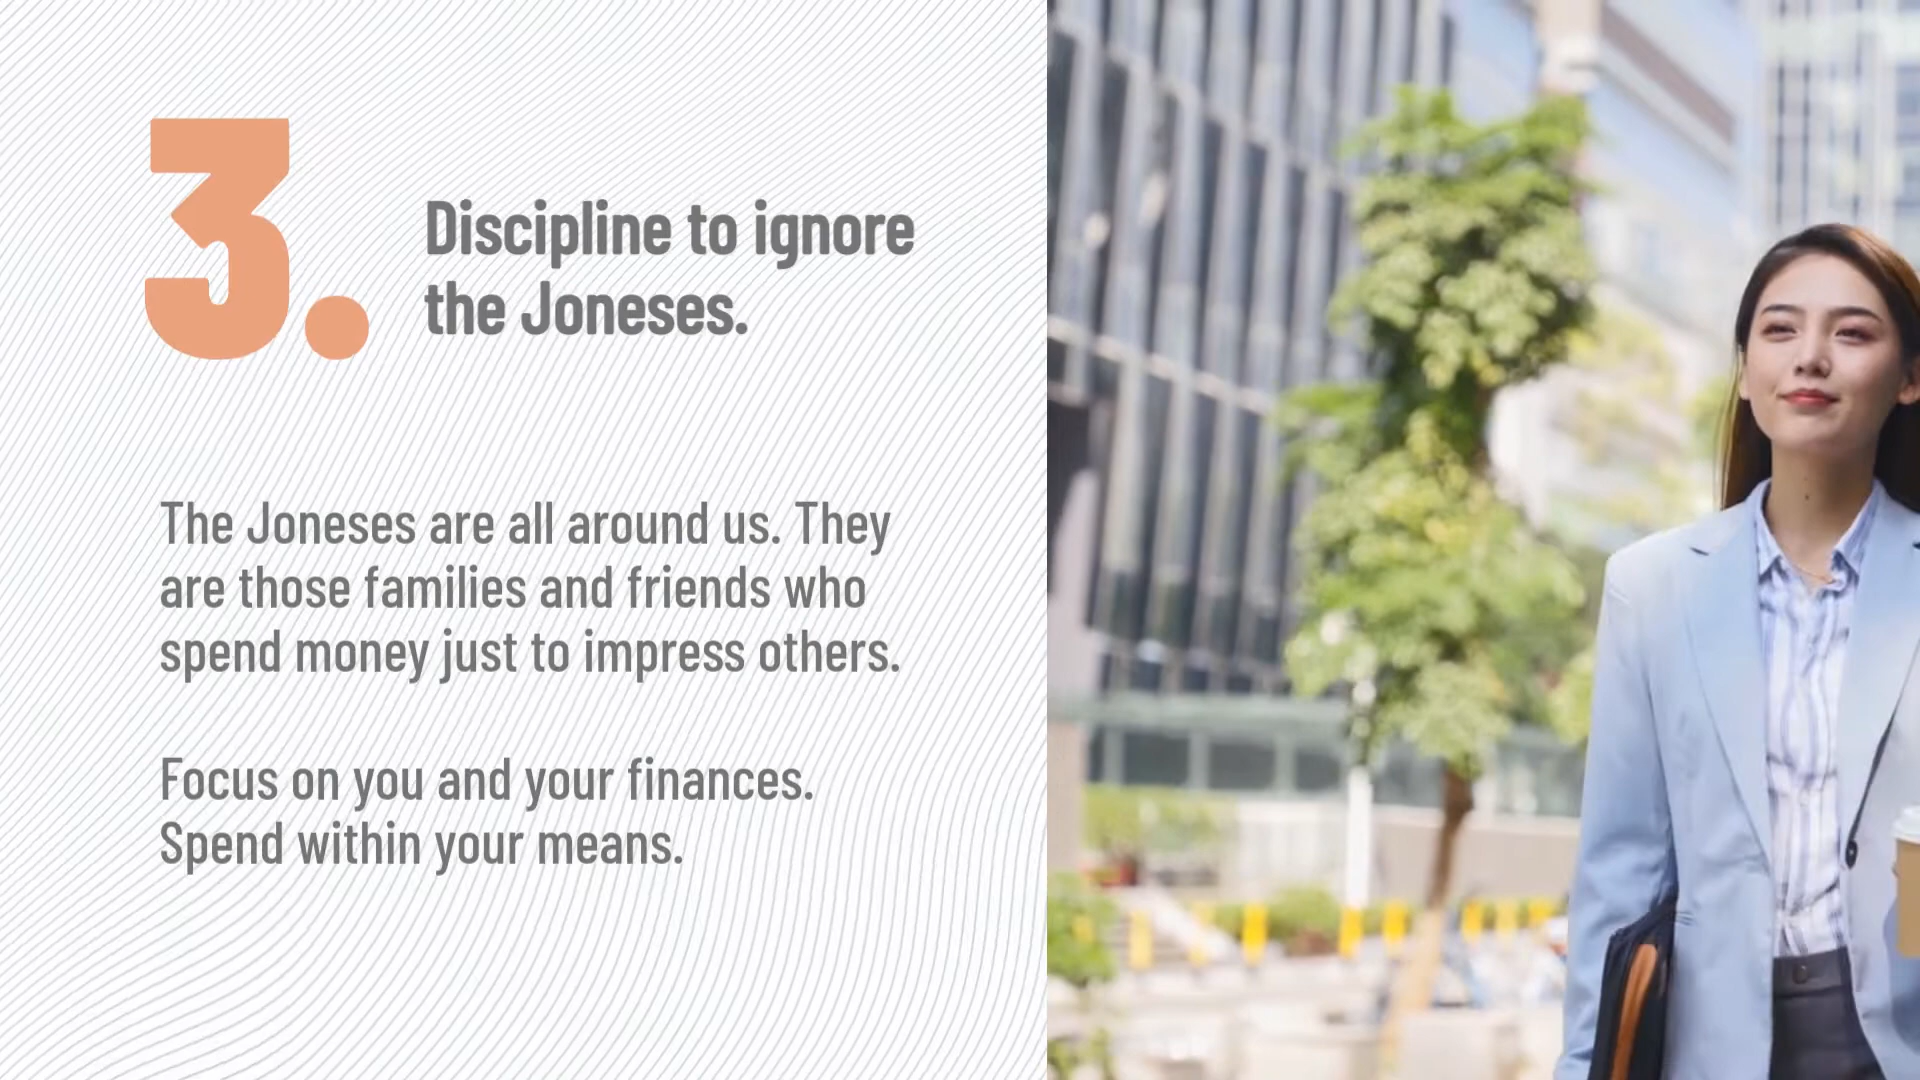 3.
Discipline to ignore
the Joneses.
The Joneses are all around us. They
are those families and friends who
spend money just to impress others.
Focus on you and your finances.
Spend within your means.